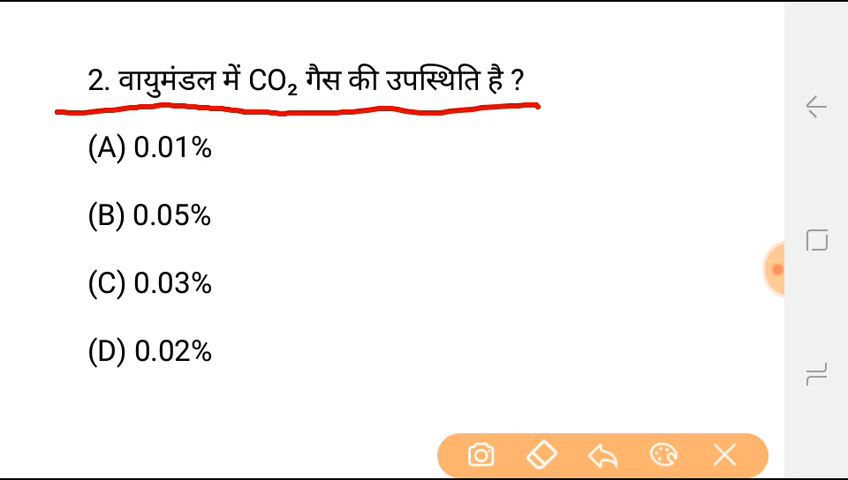 2. वायुमंडल में CO₂ गैस की उपस्थिति है ?
(A) 0.01%
(B) 0.05%
(C) 0.03%
(D) 0.02%